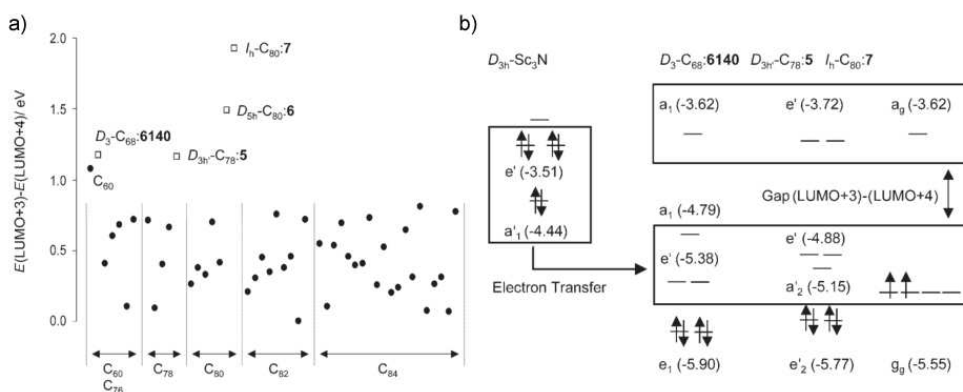 a)
E(LUMO+3)-E(LUMO+4)/ eV
2.0
1.5
1.0
0.5
0.0
I_h-C80:7
D5h-C80:6
D3-C68:6140
D3h'-C78:5
C60
C60
C76
C78
C80
C82
C84
b)
D3h-Sc3N
e' (-3.51)
a'1 (-4.44)
Electron Transfer
D3-C68:6140 D3h'-C78:5 Ih-C80:7
a1 (-3.62) e' (-3.72) ag (-3.62)
Gap (LUMO+3)-(LUMO+4)
a1 (-4.79)
e' (-5.38)
e' (-4.88)
a'2 (-5.15)
e1 (-5.90) e'2 (-5.77) gg (-5.55)